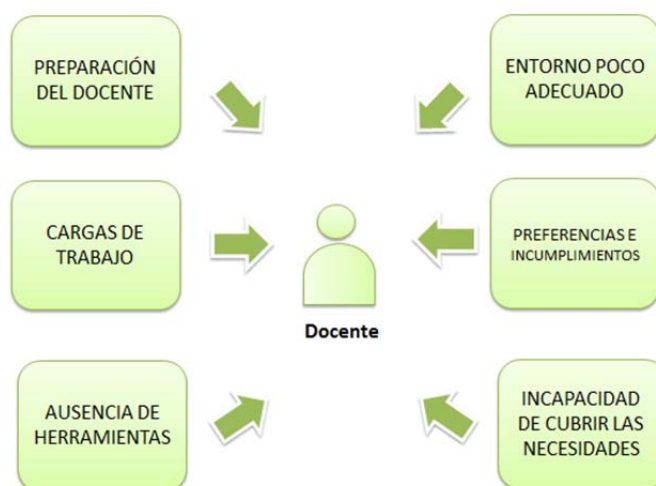 PREPARACIÓN
DEL DOCENTE
ENTORNO POCO
ADECUADO
CARGAS DE
TRABAJO
PREFERENCIAS E
INCUMPLIMIENTOS
Docente
AUSENCIA DE
HERRAMIENTAS
INCAPACIDAD
DE CUBRIR LAS
NECESIDADES